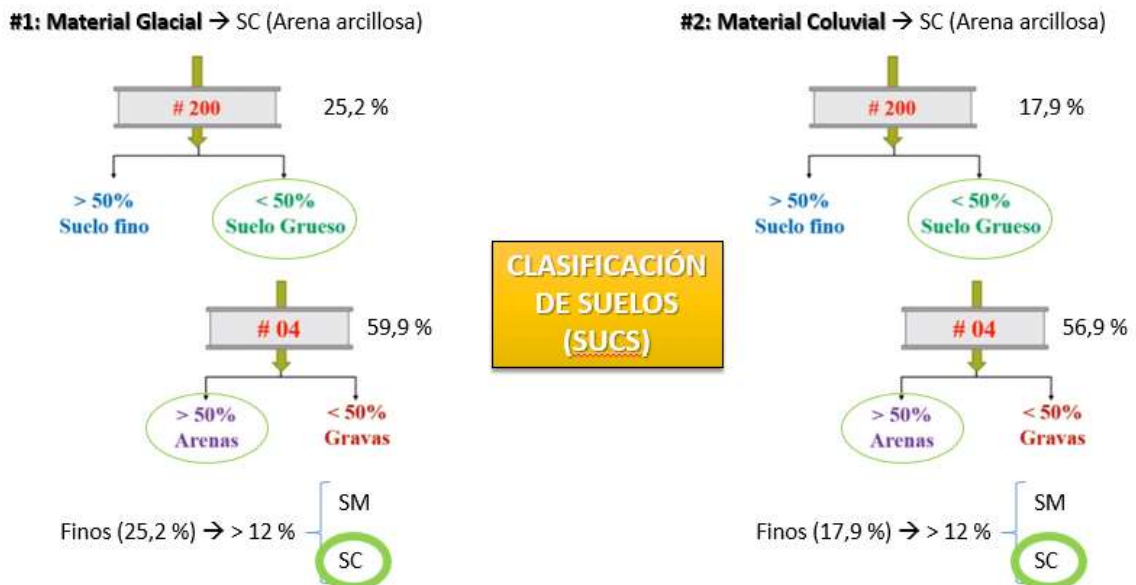 #1: Material Glacial → SC (Arena arcillosa)
# 200
25,2 %
> 50%
Suelo fino
< 50%
Suelo Grueso
# 04
59,9 %
> 50%
Arenas
< 50%
Gravas
Finos (25,2 %) → > 12 %
SM
SC
CLASIFICACIÓN
DE SUELOS
(SUCS)
#2: Material Coluvial → SC (Arena arcillosa)
# 200
17,9 %
> 50%
Suelo fino
< 50%
Suelo Grueso
# 04
56,9 %
> 50%
Arenas
< 50%
Gravas
Finos (17,9 %) → > 12 %
SM
SC